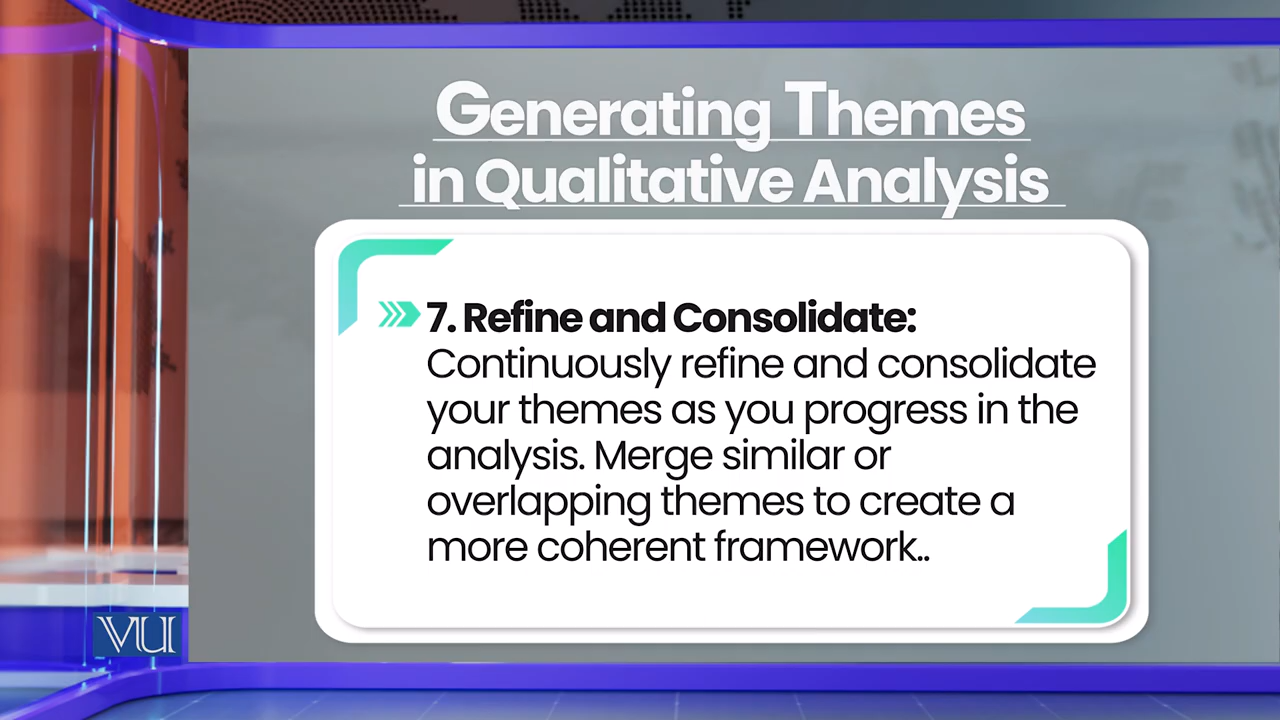 Generating Themes
in Qualitative Analysis
7. Refine and Consolidate:
Continuously refine and consolidate
your themes as you progress in the
analysis. Merge similar or
overlapping themes to create a
more coherent framework..
VU